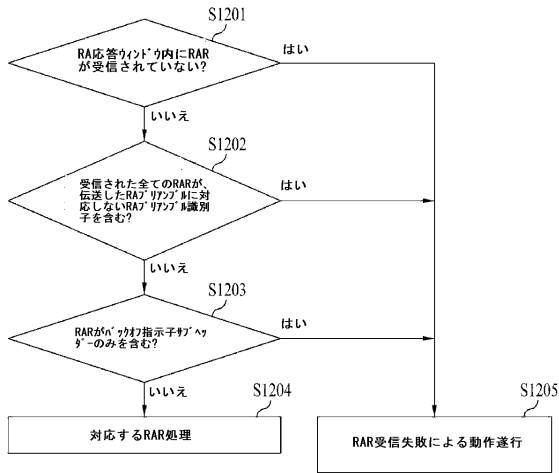 S1201
RA応答ウィンドウ内にRAR
が受信されていない?
はい
いいえ
S1202
受信された全てのRARが、
伝送したRAプリアンブルに対
応しないRAプリアンブル識別
子を含む?
はい
いいえ
S1203
RARがバックオフ指示子サブヘッ
ダーのみを含む?
はい
いいえ
S1204
対応するRAR処理
S1205
RAR受信失敗による動作遂行